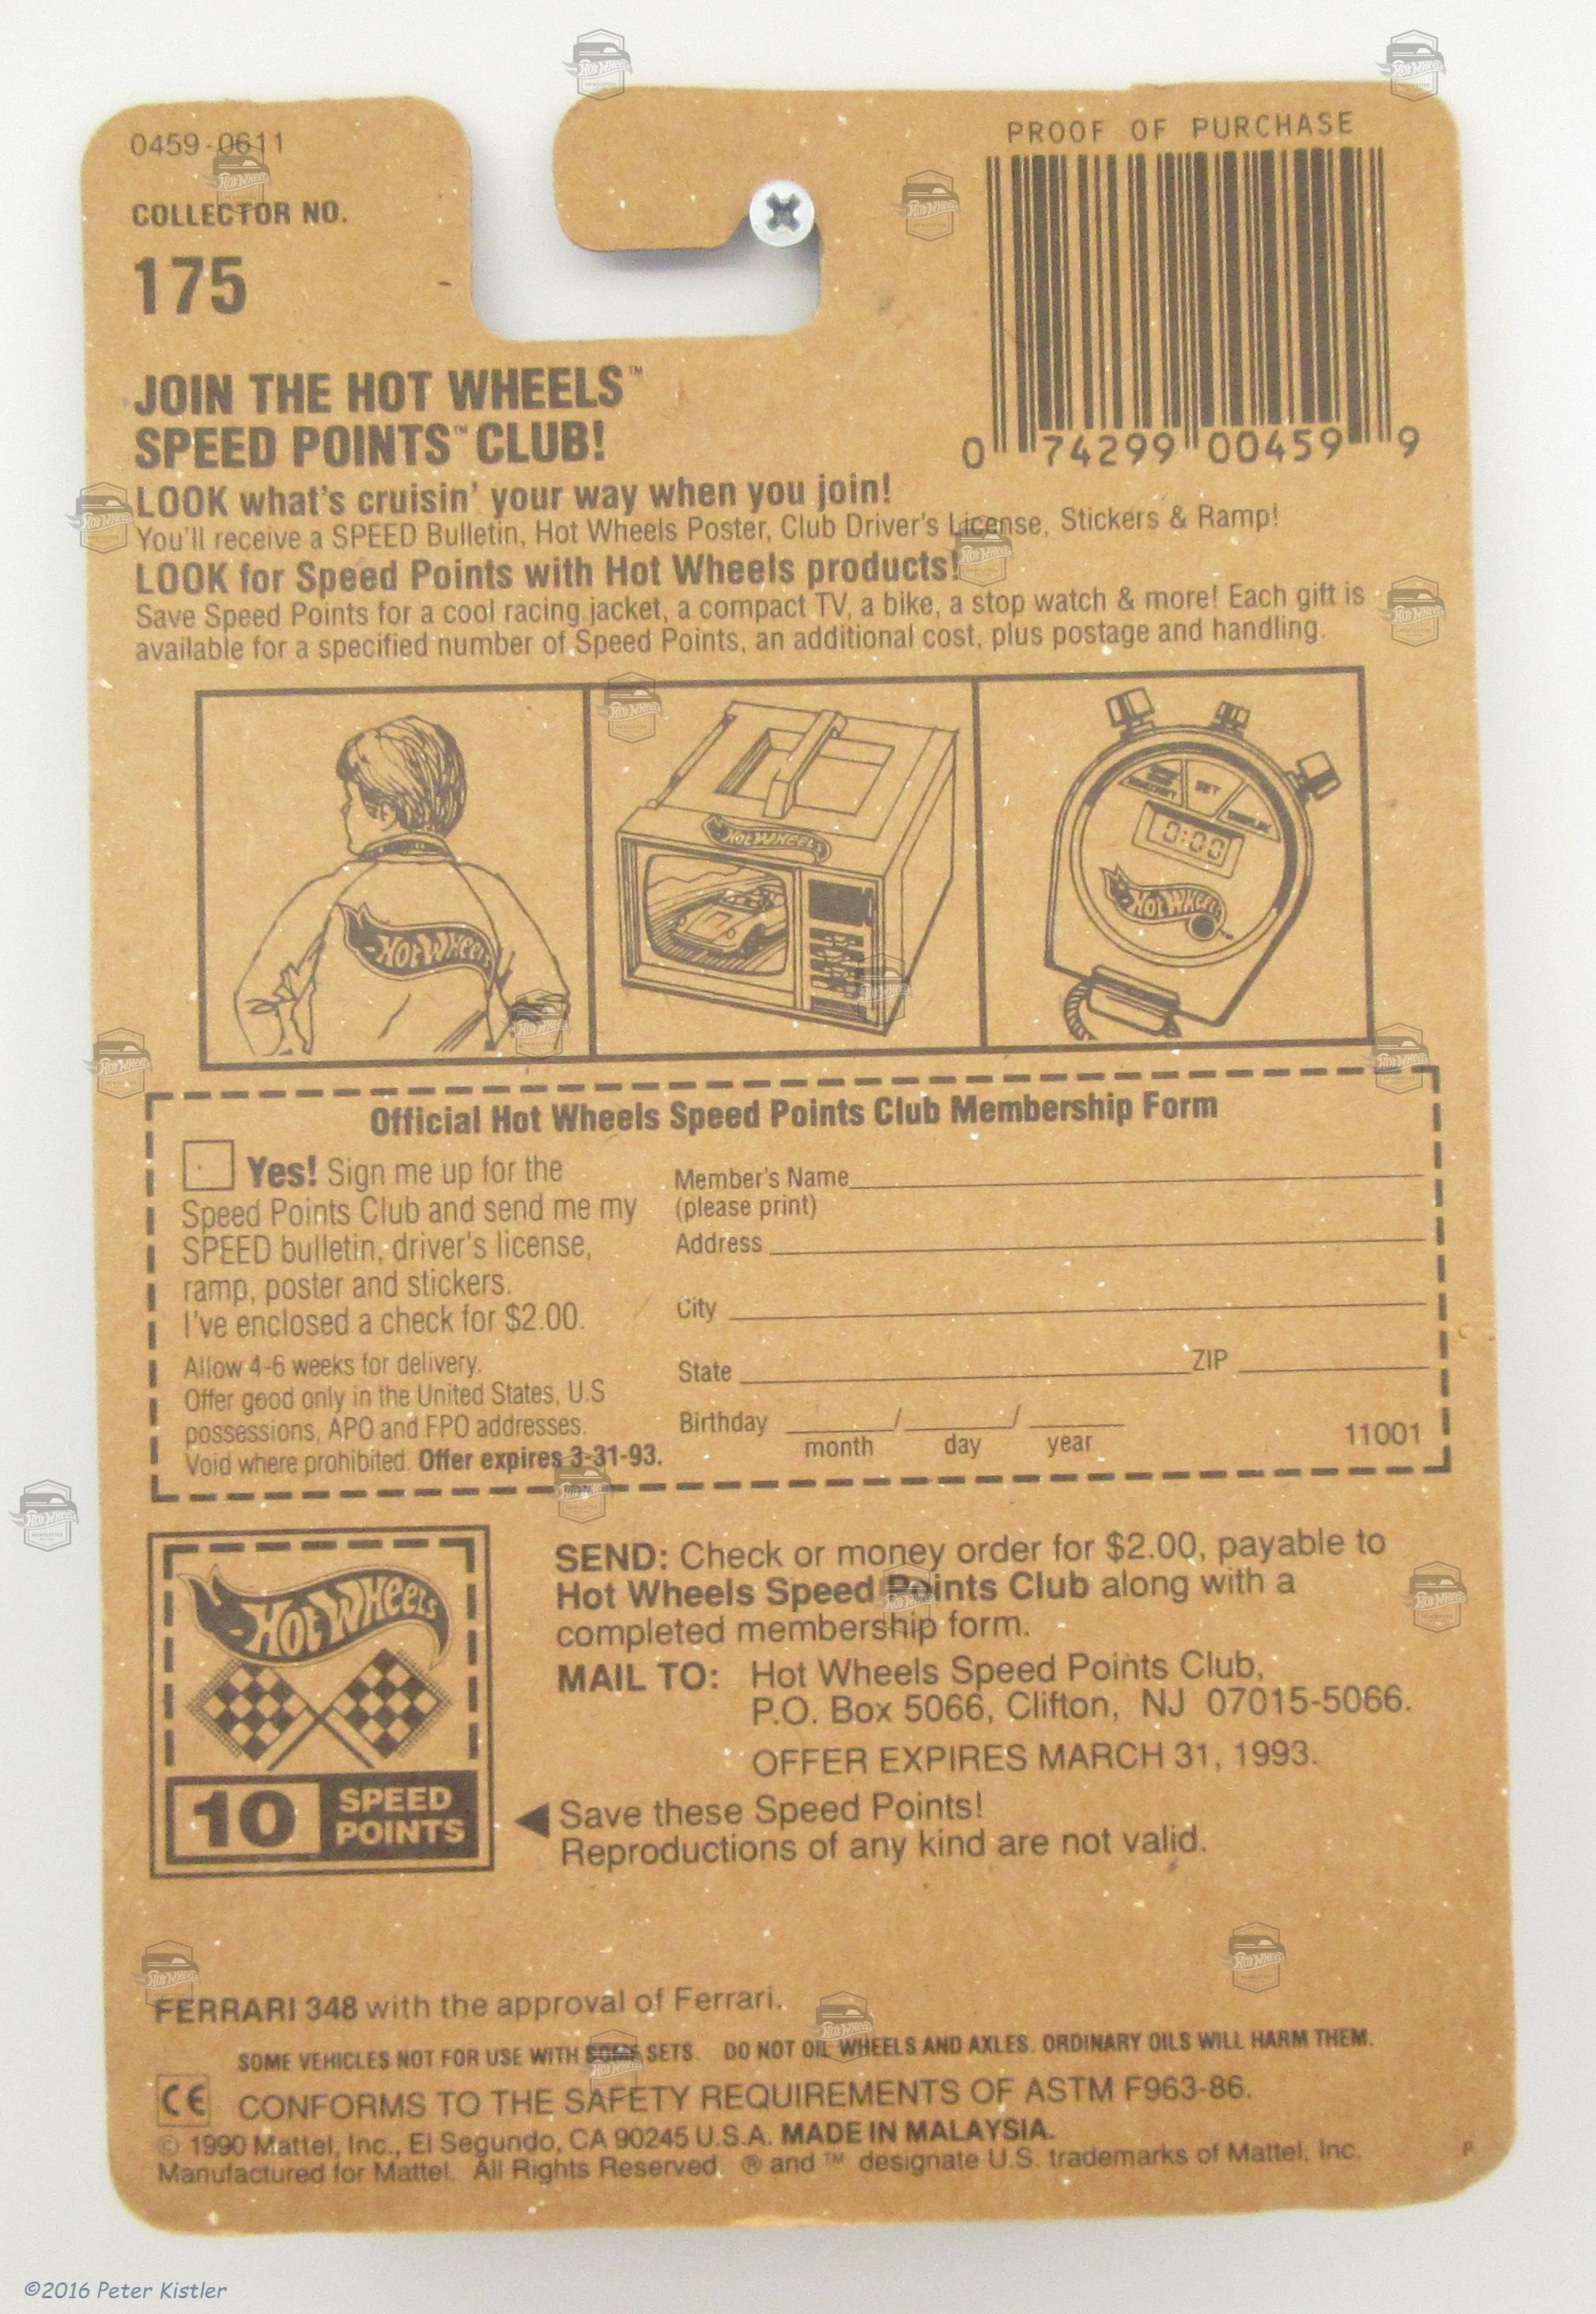 0459-0611
COLLECTOR NO.
175
PROOF OF PURCHASE
0 74299 00459 9
JOIN THE HOT WHEELS™
SPEED POINTS™ CLUB!
LOOK what's cruisin' your way when you join!
You'll receive a SPEED Bulletin, Hot Wheels Poster, Club Driver's License, Stickers & Ramp!
LOOK for Speed Points with Hot Wheels products!
Save Speed Points for a cool racing jacket, a compact TV, a bike, a stop watch & more! Each gift is
available for a specified number of Speed Points, an additional cost, plus postage and handling.
HOT WHEELS
HOT WHEELS
SET
0:00
HOT WHEELS
Official Hot Wheels Speed Points Club Membership Form
Yes! Sign me up for the
Speed Points Club and send me my
SPEED bulletin, driver's license,
ramp, poster and stickers.
I've enclosed a check for $2.00.
Allow 4-6 weeks for delivery.
Offer good only in the United States, U.S
possessions, APO and FPO addresses.
Void where prohibited. Offer expires 3-31-93.
Member's Name
(please print)
Address
City
State ZIP
Birthday / /
month day year
11001
HOT WHEELS
10 SPEED
POINTS
SEND: Check or money order for $2.00, payable to
Hot Wheels Speed Points Club along with a
completed membership form.
MAIL TO: Hot Wheels Speed Points Club,
P.O. Box 5066, Clifton, NJ 07015-5066.
OFFER EXPIRES MARCH 31, 1993.
Save these Speed Points!
Reproductions of any kind are not valid.
FERRARI 348 with the approval of Ferrari.
SOME VEHICLES NOT FOR USE WITH SOME SETS. DO NOT OIL WHEELS AND AXLES. ORDINARY OILS WILL HARM THEM.
CE CONFORMS TO THE SAFETY REQUIREMENTS OF ASTM F963-86.
© 1990 Mattel, Inc., El Segundo, CA 90245 U.S.A. MADE IN MALAYSIA.
Manufactured for Mattel. All Rights Reserved. ® and ™ designate U.S. trademarks of Mattel, Inc.
P
©2016 Peter Kistler